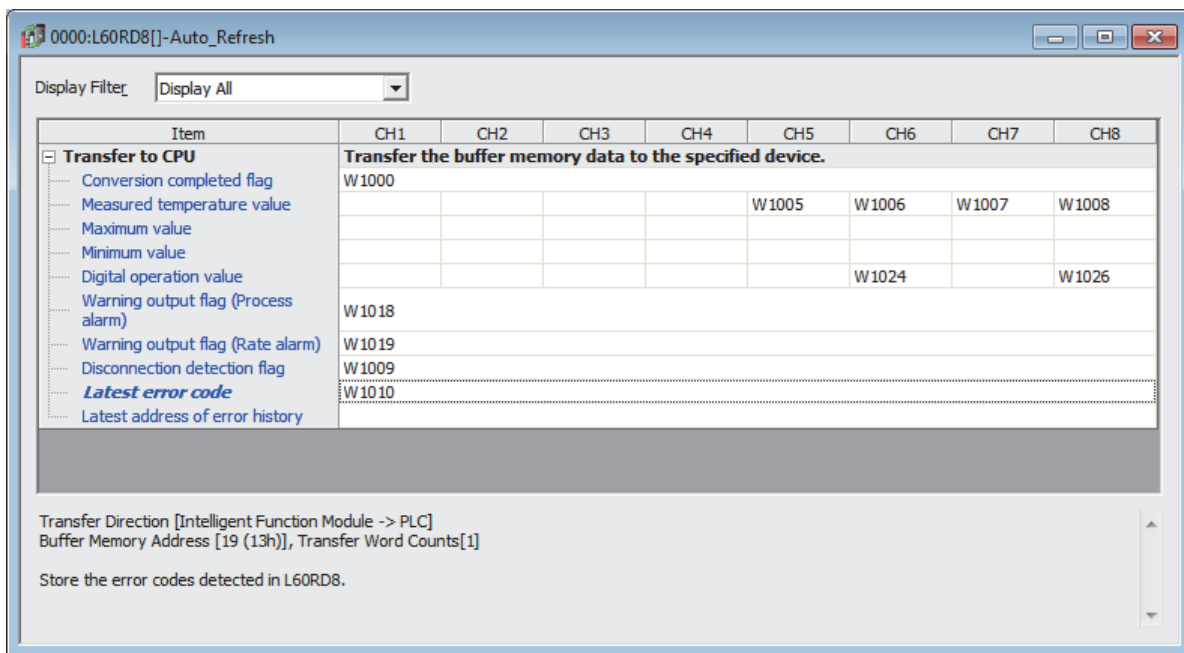 0000:L60RD8[]-Auto_Refresh
Display Filter Display All
Item CH1 CH2 CH3 CH4 CH5 CH6 CH7 CH8
Transfer to CPU Transfer the buffer memory data to the specified device.
Conversion completed flag W1000
Measured temperature value W1005 W1006 W1007 W1008
Maximum value
Minimum value
Digital operation value W1024 W1026
Warning output flag (Process
alarm) W1018
Warning output flag (Rate alarm) W1019
Disconnection detection flag W1009
Latest error code W1010
Latest address of error history
Transfer Direction [Intelligent Function Module -> PLC]
Buffer Memory Address [19 (13h)], Transfer Word Counts[1]
Store the error codes detected in L60RD8.